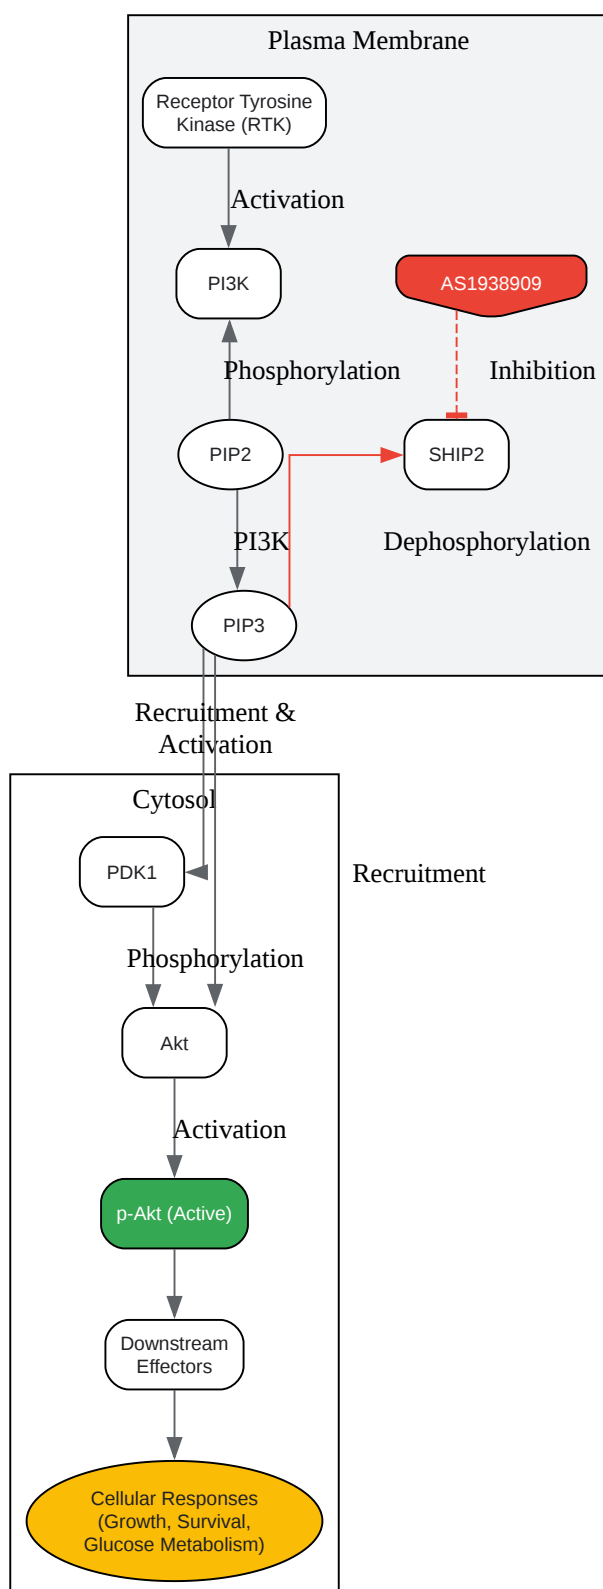 Plasma Membrane
Receptor Tyrosine
Kinase (RTK)
Activation
PI3K
AS1938909
Phosphorylation
Inhibition
PIP2
SHIP2
PI3K
Dephosphorylation
PIP3
Recruitment &
Activation
Cytosol
PDK1
Recruitment
Phosphorylation
Akt
Activation
p-Akt (Active)
Downstream
Effectors
Cellular Responses
(Growth, Survival,
Glucose Metabolism)